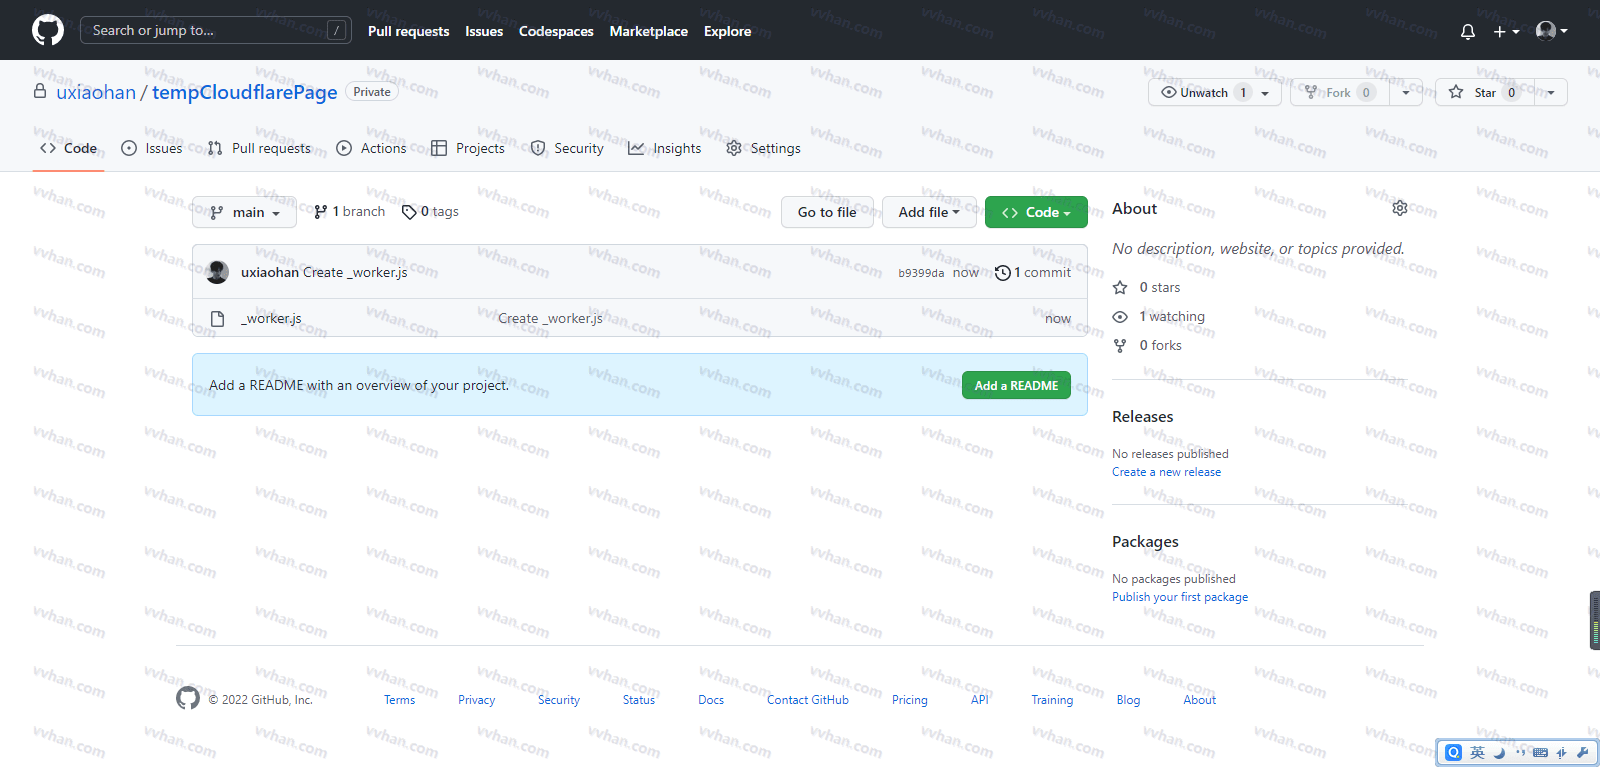 Search or jump to... /
Pull requests Issues Codespaces Marketplace Explore
uxiaohan / tempCloudflarePage Private
Unwatch 1 Fork 0 Star 0
Code Issues Pull requests Actions Projects Security Insights Settings
main 1 branch 0 tags
Go to file Add file Code
About
No description, website, or topics provided.
uxiaohan Create _worker.js b9399da now 1 commit
_worker.js Create _worker.js now
0 stars
1 watching
0 forks
Add a README with an overview of your project. Add a README
Releases
No releases published
Create a new release
Packages
No packages published
Publish your first package
© 2022 GitHub, Inc. Terms Privacy Security Status Docs Contact GitHub Pricing API Training Blog About
英
vvhan.com